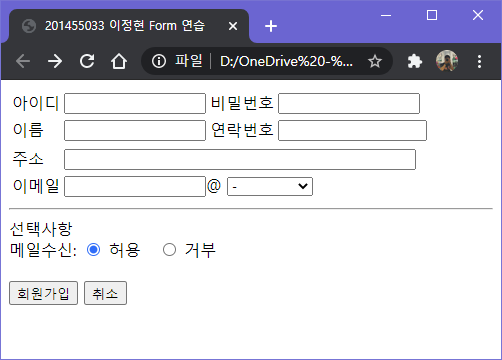 201455033 이정현 Form 연습
파일 D:/OneDrive%20-%...
아이디 비밀번호
이름 연락번호
주소
이메일 @ -
선택사항
메일수신: 허용 거부
회원가입 취소